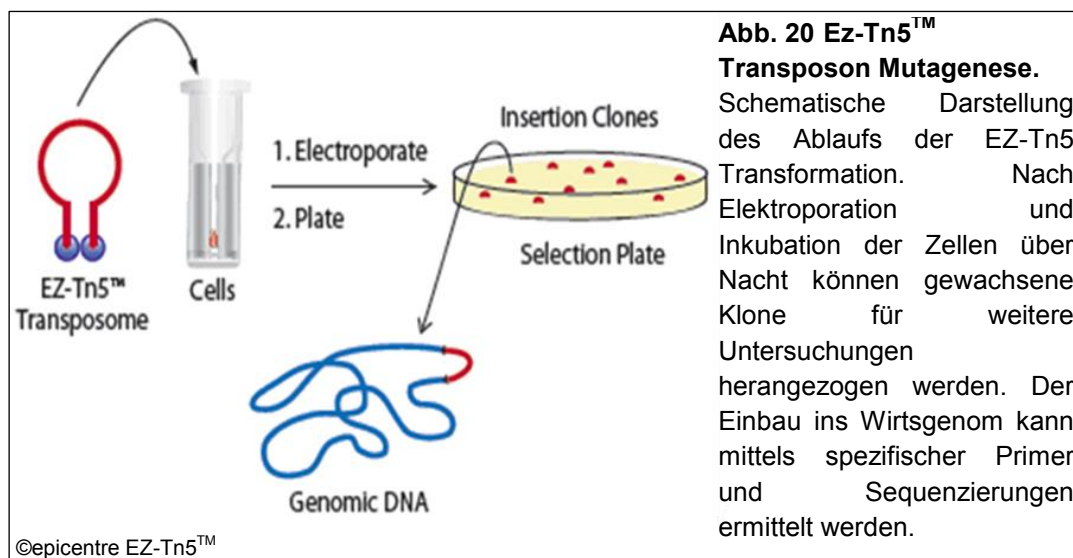 EZ-Tn5™
Transposome
Cells
1. Electroporate
2. Plate
Insertion Clones
Selection Plate
Genomic DNA
©epicentre EZ-Tn5™
Abb. 20 Ez-Tn5™
Transposon Mutagenese.
Schematische Darstellung
des Ablaufs der EZ-Tn5
Transformation. Nach
Elektroporation und
Inkubation der Zellen über
Nacht können gewachsene
Klone für weitere
Untersuchungen
herangezogen werden. Der
Einbau ins Wirtsgenom kann
mittels spezifischer Primer
und Sequenzierungen
ermittelt werden.